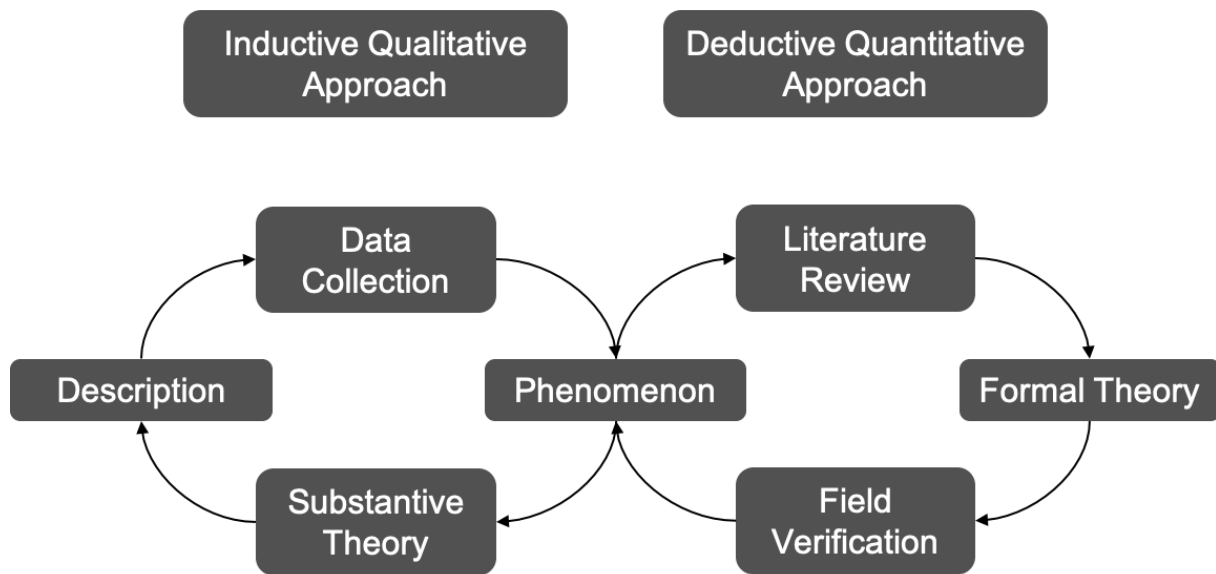 Inductive Qualitative
Approach
Deductive Quantitative
Approach
Data
Collection
Literature
Review
Description
Phenomenon
Formal Theory
Substantive
Theory
Field
Verification